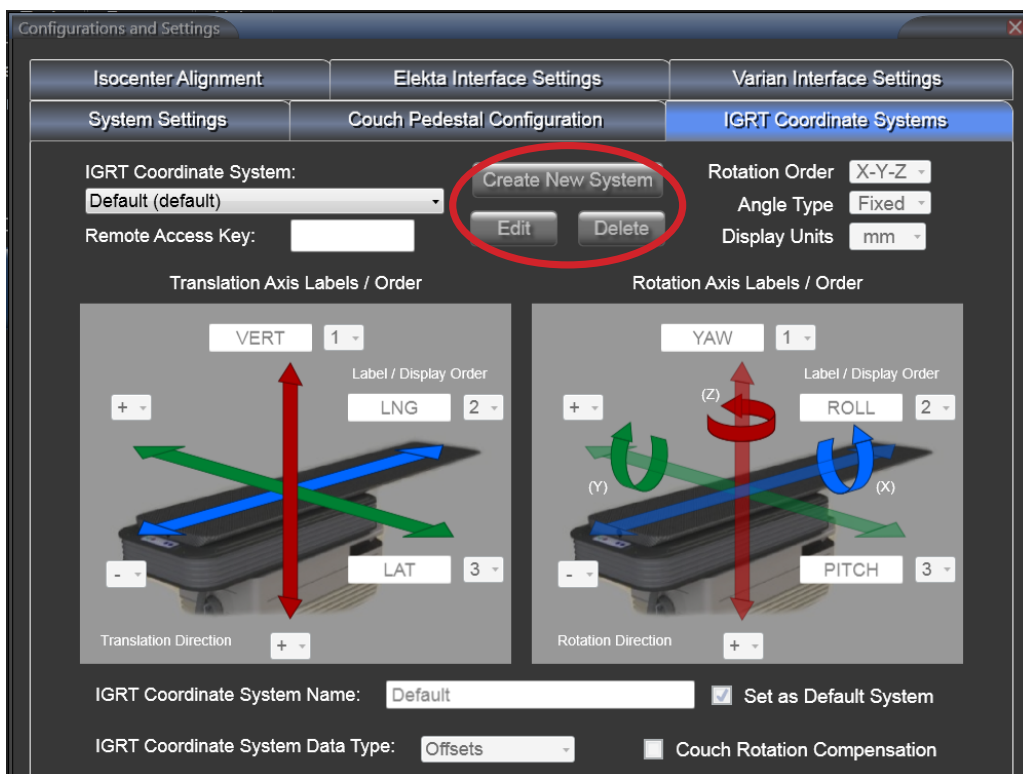 Configurations and Settings
Isocenter Alignment Elekta Interface Settings Varian Interface Settings
System Settings Couch Pedestal Configuration IGRT Coordinate Systems
IGRT Coordinate System: Create New System Rotation Order X-Y-Z
Default (default) Edit Delete Angle Type Fixed
Remote Access Key: Display Units mm
Translation Axis Labels / Order Rotation Axis Labels / Order
VERT 1 YAW 1
Label / Display Order (Z) Label / Display Order
+ LNG 2 + ROLL 2
(Y) (X)
- LAT 3 - PITCH 3
Translation Direction + Rotation Direction +
IGRT Coordinate System Name: Default Set as Default System
IGRT Coordinate System Data Type: Offsets Couch Rotation Compensation